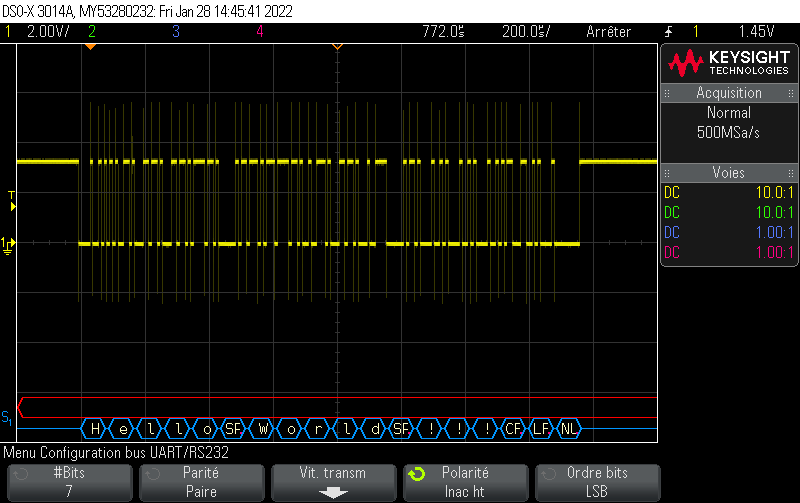 DSO-X 3014A, MY53280232: Fri Jan 28 14:45:41 2022
1 2.00V/ 2 3 4 772.0s 200.0s/ Arrêter 1 1.45V
KEYSIGHT
TECHNOLOGIES
Acquisition
Normal
500MSa/s
Voies
DC 10.0:1
DC 10.0:1
DC 1.00:1
DC 1.00:1
T
1
S1
H e l l o SF W o r l d SF ! ! ! CF LF NL
Menu Configuration bus UART/RS232
#Bits
7
Parité
Paire
Vit. transm
Polarité
Inac ht
Ordre bits
LSB